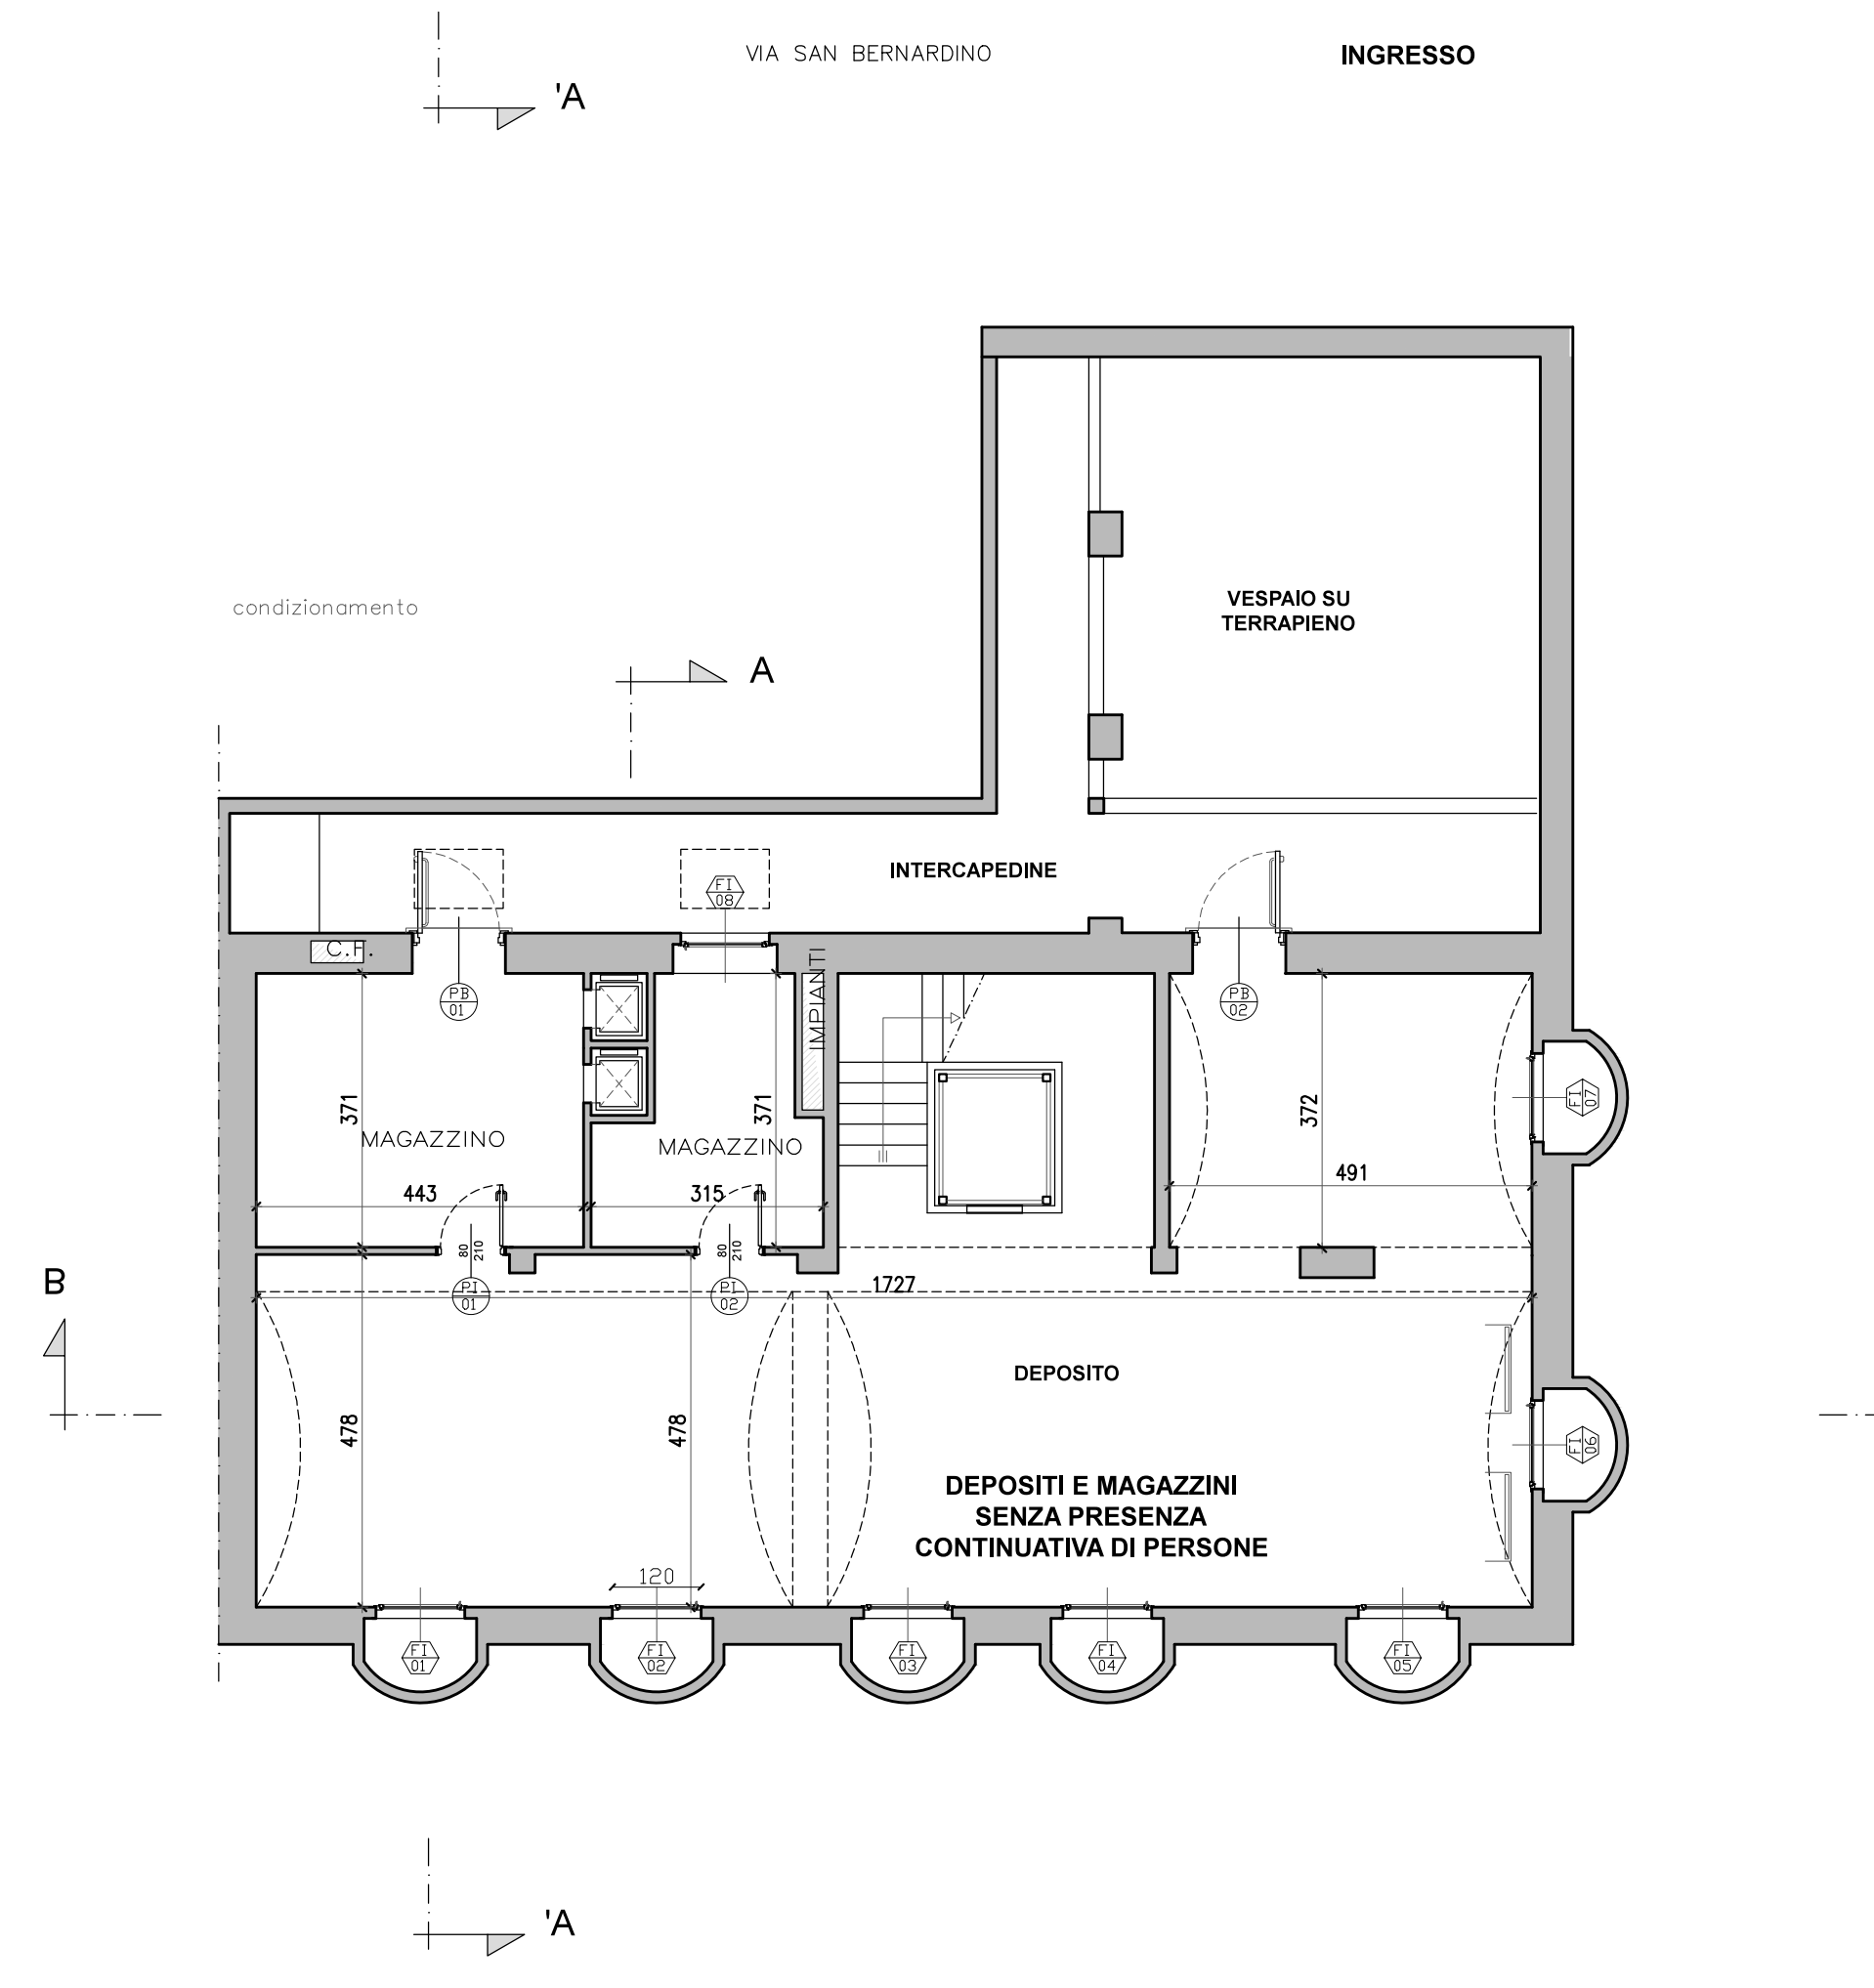 VIA SAN BERNARDINO
INGRESSO
'A
condizionamento
VESPAIO SU
TERRAPIENO
A
INTERCAPEDINE
FI
08
C.F.
IMPIANTI
PB
01
PB
02
371
MAGAZZINO
371
MAGAZZINO
372
FI
07
443
315
491
80
210
80
210
B
PI
01
PI
02
1727
DEPOSITO
478
478
FI
06
DEPOSITI E MAGAZZINI
SENZA PRESENZA
CONTINUATIVA DI PERSONE
120
FI
01
FI
02
FI
03
FI
04
FI
05
'A